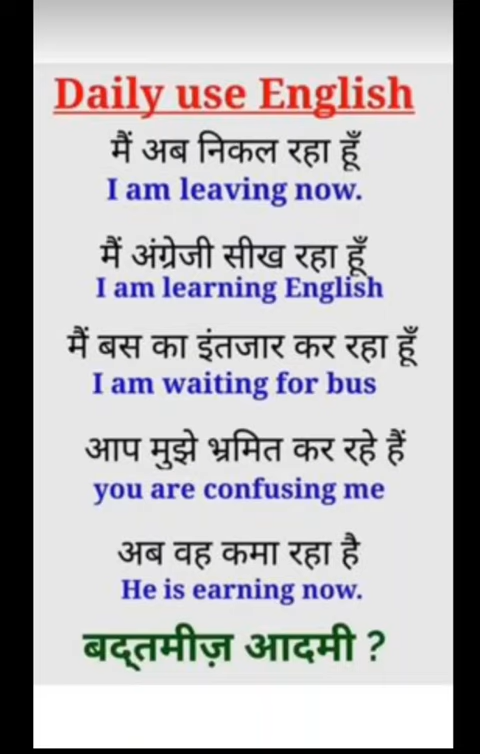 Daily use English
मैं अब निकल रहा हूँ
I am leaving now.
मैं अंग्रेजी सीख रहा हूँ
I am learning English
मैं बस का इंतजार कर रहा हूँ
I am waiting for bus
आप मुझे भ्रमित कर रहे हैं
you are confusing me
अब वह कमा रहा है
He is earning now.
बद्तमीज़ आदमी ?